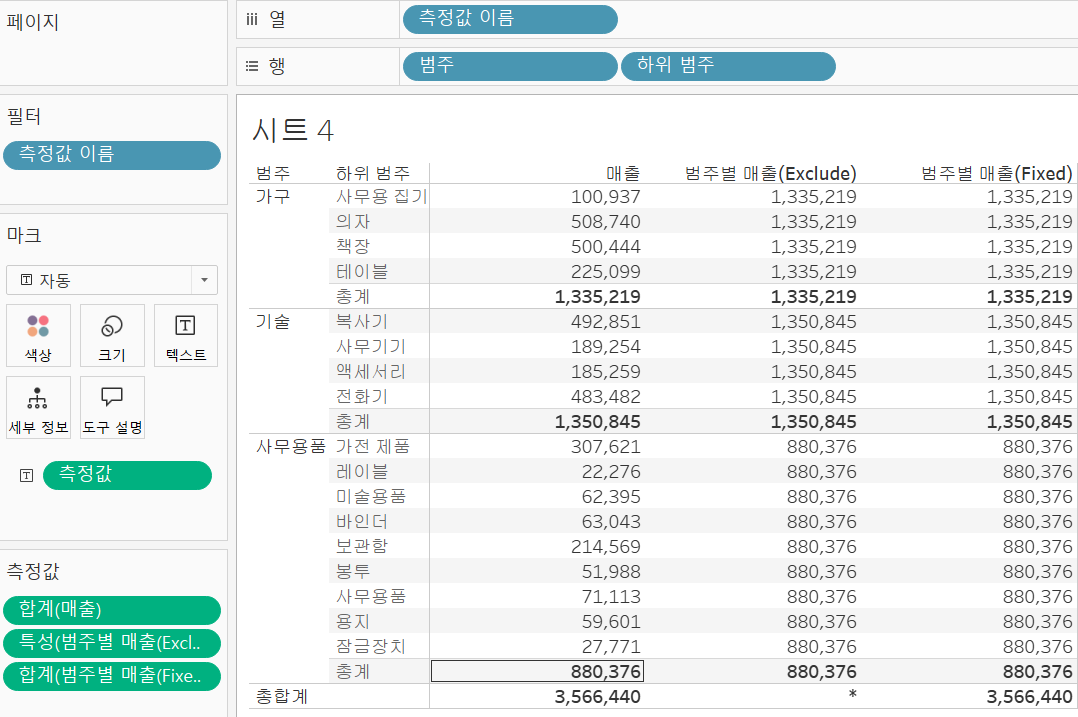 페이지
iii 열 측정값 이름
행 범주 하위 범주
필터
측정값 이름
마크
자동
색상 크기 텍스트
세부 정보 도구 설명
측정값
측정값
합계(매출)
특성(범주별 매출(Excl..
합계(범주별 매출(Fixe..
시트 4
범주 하위 범주 매출 범주별 매출(Exclude) 범주별 매출(Fixed)
가구 사무용 집기 100,937 1,335,219 1,335,219
의자 508,740 1,335,219 1,335,219
책장 500,444 1,335,219 1,335,219
테이블 225,099 1,335,219 1,335,219
총계 1,335,219 1,335,219 1,335,219
기술 복사기 492,851 1,350,845 1,350,845
사무기기 189,254 1,350,845 1,350,845
액세서리 185,259 1,350,845 1,350,845
전화기 483,482 1,350,845 1,350,845
총계 1,350,845 1,350,845 1,350,845
사무용품 가전 제품 307,621 880,376 880,376
레이블 22,276 880,376 880,376
미술용품 62,395 880,376 880,376
바인더 63,043 880,376 880,376
보관함 214,569 880,376 880,376
봉투 51,988 880,376 880,376
사무용품 71,113 880,376 880,376
용지 59,601 880,376 880,376
잠금장치 27,771 880,376 880,376
총계 880,376 880,376 880,376
총합계 3,566,440 * 3,566,440